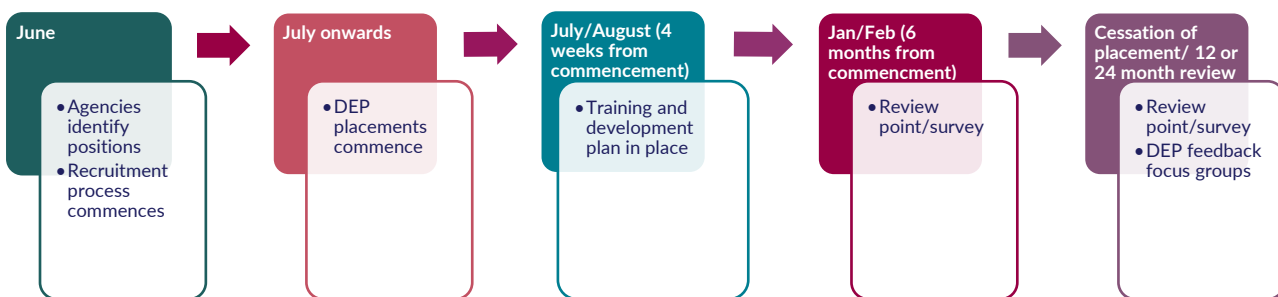 June
• Agencies
identify
positions
• Recruitment
process
commences
July onwards
• DEP
placements
commence
July/August (4
weeks from
commencement)
• Training and
development
plan in place
Jan/Feb (6
months from
commencment)
• Review
point/survey
Cessation of
placement/ 12 or
24 month review
• Review
point/survey
• DEP feedback
focus groups